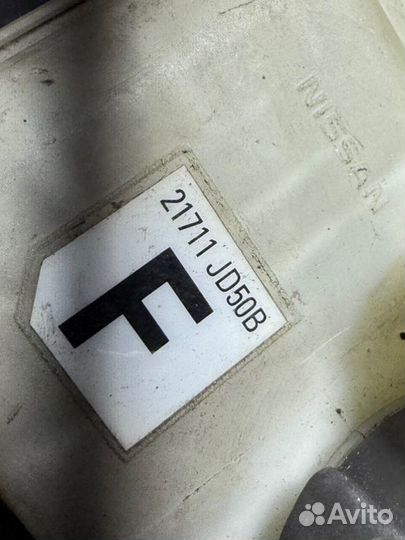 NISSAN
21711 JD50B
F
Avito